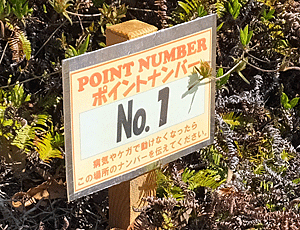 POINT NUMBER
ポイントナンバー
No. 1
病気やケガで動けなくなったら
この場所のナンバーを伝えてください。